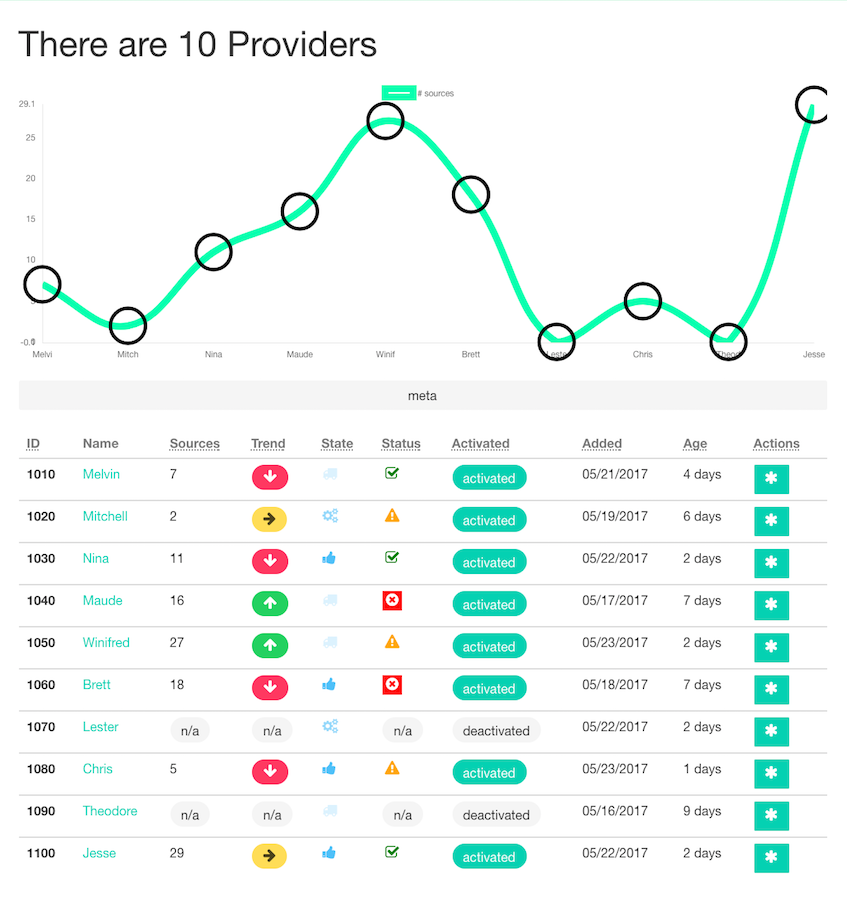 There are 10 Providers
# sources
29.1
25
20
15
10
5
-0.1
Melvi Mitch Nina Maude Winif Brett Leste Chris Theod Jesse
meta
ID Name Sources Trend State Status Activated Added Age Actions
1010 Melvin 7 activated 05/21/2017 4 days
1020 Mitchell 2 activated 05/19/2017 6 days
1030 Nina 11 activated 05/22/2017 2 days
1040 Maude 16 activated 05/17/2017 7 days
1050 Winifred 27 activated 05/23/2017 2 days
1060 Brett 18 activated 05/18/2017 7 days
1070 Lester n/a n/a n/a deactivated 05/22/2017 2 days
1080 Chris 5 activated 05/23/2017 1 days
1090 Theodore n/a n/a n/a deactivated 05/16/2017 9 days
1100 Jesse 29 activated 05/22/2017 2 days